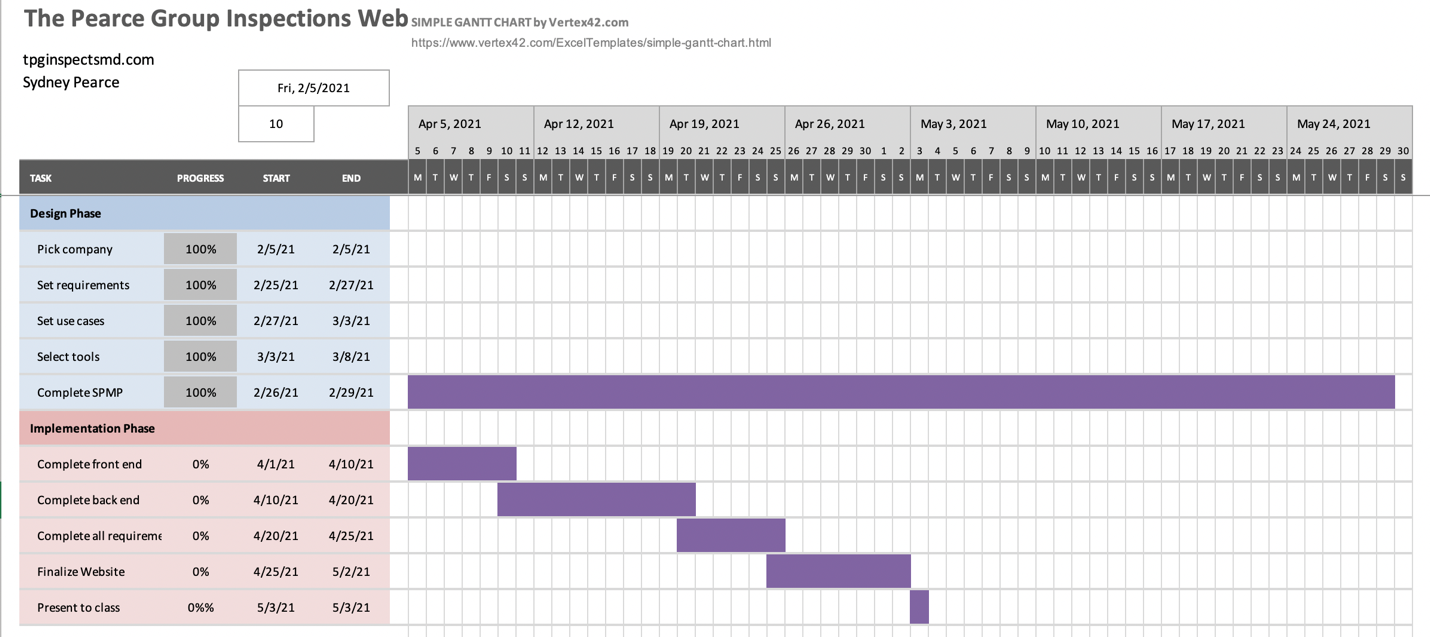 The Pearce Group Inspections Web SIMPLE GANTT CHART by Vertex42.com
https://www.vertex42.com/ExcelTemplates/simple-gantt-chart.html
tpginspectsmd.com
Sydney Pearce
Fri, 2/5/2021
10
Apr 5, 2021 Apr 12, 2021 Apr 19, 2021 Apr 26, 2021 May 3, 2021 May 10, 2021 May 17, 2021 May 24, 2021
5 6 7 8 9 10 11 12 13 14 15 16 17 18 19 20 21 22 23 24 25 26 27 28 29 30 1 2 3 4 5 6 7 8 9 10 11 12 13 14 15 16 17 18 19 20 21 22 23 24 25 26 27 28 29 30
TASK PROGRESS START END M T W T F S S M T W T F S S M T W T F S S M T W T F S S M T W T F S S M T W T F S S M T W T F S S M T W T F S S
Design Phase
Pick company 100% 2/5/21 2/5/21
Set requirements 100% 2/25/21 2/27/21
Set use cases 100% 2/27/21 3/3/21
Select tools 100% 3/3/21 3/8/21
Complete SPMP 100% 2/26/21 2/29/21
Implementation Phase
Complete front end 0% 4/1/21 4/10/21
Complete back end 0% 4/10/21 4/20/21
Complete all requireme 0% 4/20/21 4/25/21
Finalize Website 0% 4/25/21 5/2/21
Present to class 0%% 5/3/21 5/3/21